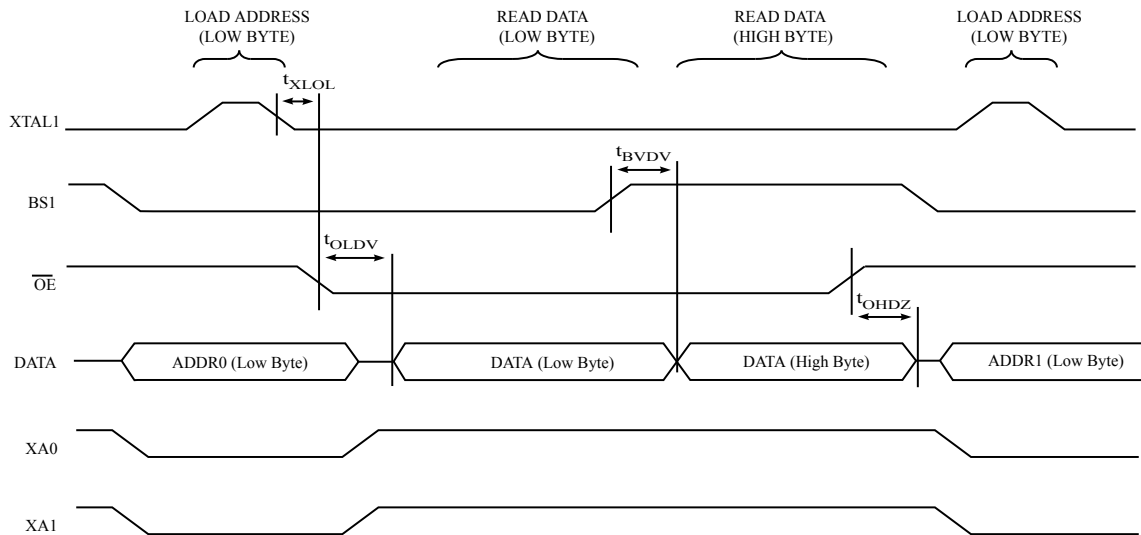 LOAD ADDRESS
(LOW BYTE)
READ DATA
(LOW BYTE)
READ DATA
(HIGH BYTE)
LOAD ADDRESS
(LOW BYTE)
tXLOL
XTAL1
tBVDV
BS1
tOLDV
OE
tOHDZ
DATA
ADDR0 (Low Byte)
DATA (Low Byte)
DATA (High Byte)
ADDR1 (Low Byte)
XA0
XA1